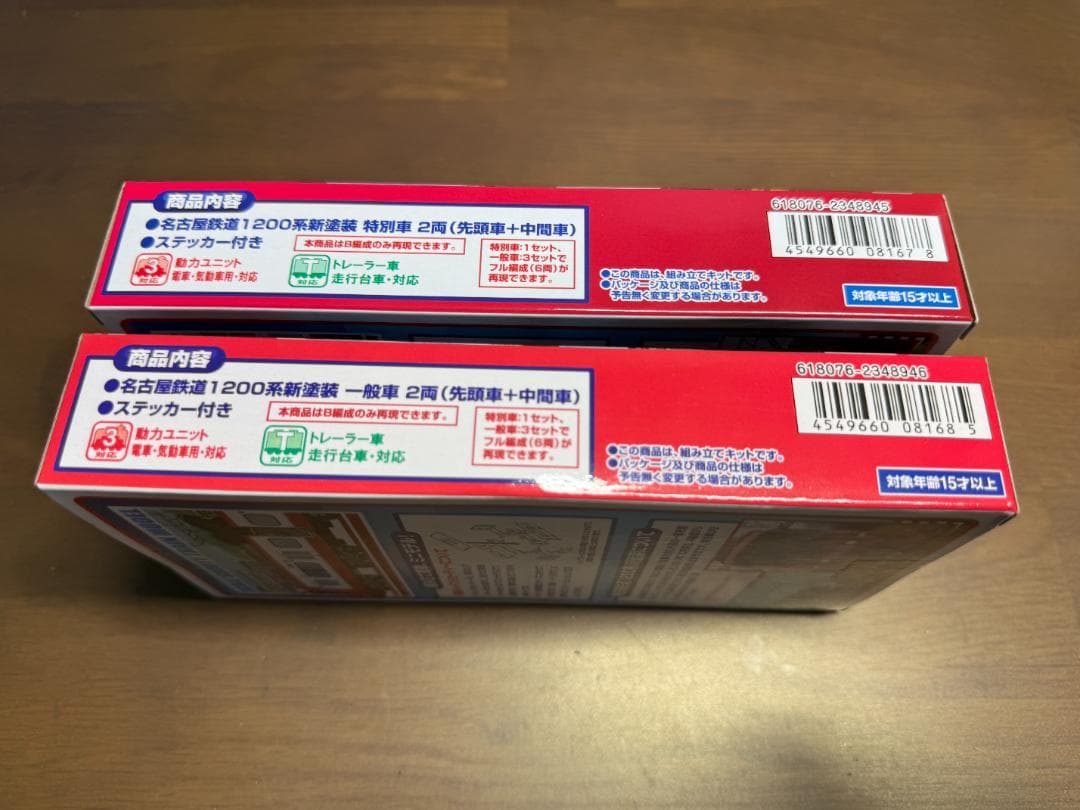 商品内容
●名古屋鉄道1200系新塗装 特別車 2両(先頭車+中間車)
●ステッカー付き
本商品はB編成のみ再現できます。
特別車:1セット、
一般車:3セットで
フル編成(6両)が
再現できます。
3
対応
動力ユニット
電車・気動車用・対応
T
対応
トレーラー車
走行台車・対応
●この商品は、組み立てキットです。
●パッケージ及び商品の仕様は
予告無く変更する場合があります。
618076-2348945
4549660 08167 8
対象年齢15才以上
商品内容
●名古屋鉄道1200系新塗装 一般車 2両(先頭車+中間車)
●ステッカー付き
本商品はB編成のみ再現できます。
特別車:1セット、
一般車:3セットで
フル編成(6両)が
再現できます。
3
対応
動力ユニット
電車・気動車用・対応
T
対応
トレーラー車
走行台車・対応
●この商品は、組み立てキットです。
●パッケージ及び商品の仕様は
予告無く変更する場合があります。
618076-2348946
4549660 08168 5
対象年齢15才以上